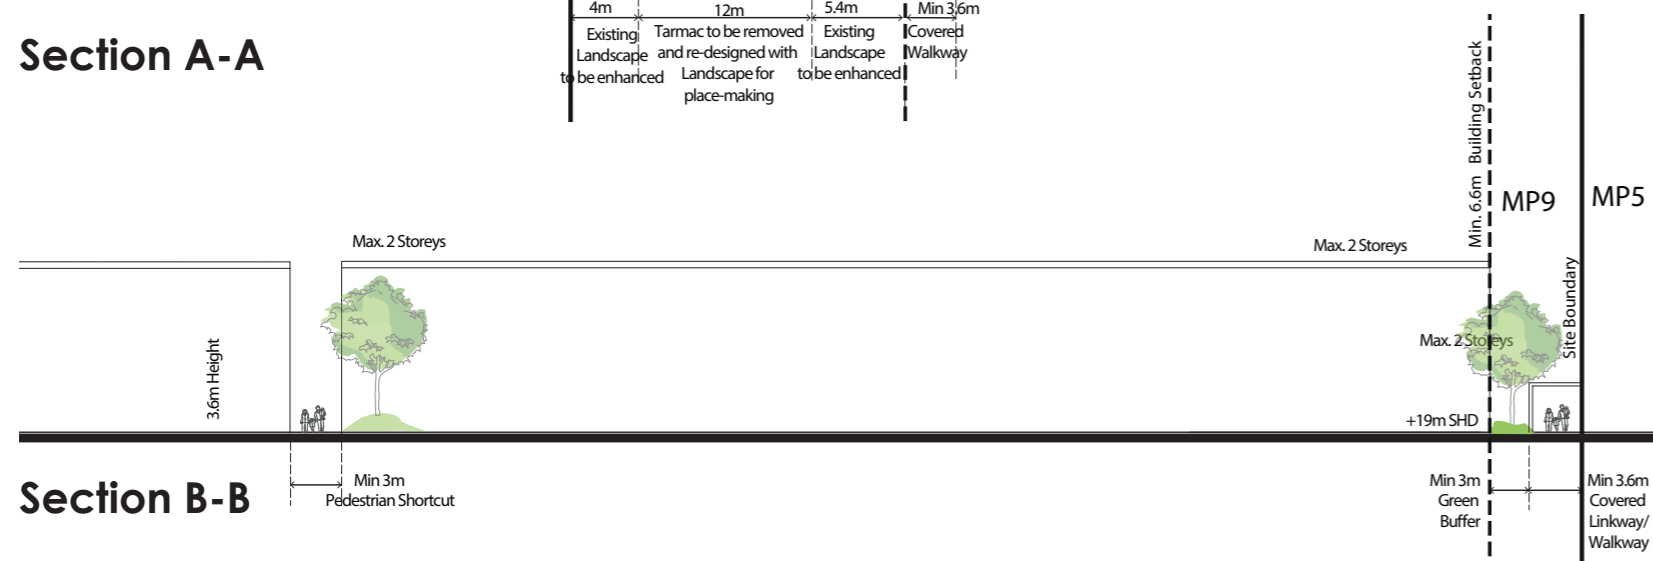 4m
12m
5.4m
Min 3.6m
Existing
Landscape
to be enhanced
Tarmac to be removed
and re-designed with
Landscape for
place-making
Existing
Landscape
to be enhanced
Covered
Walkway
Section A-A
Min. 6.6m Building Setback
MP9
MP5
Max. 2 Storeys
Max. 2 Storeys
Site Boundary
Max. 2 Storeys
3.6m Height
+19m SHD
Section B-B
Min 3m
Pedestrian Shortcut
Min 3m
Green
Buffer
Min 3.6m
Covered
Linkway/
Walkway